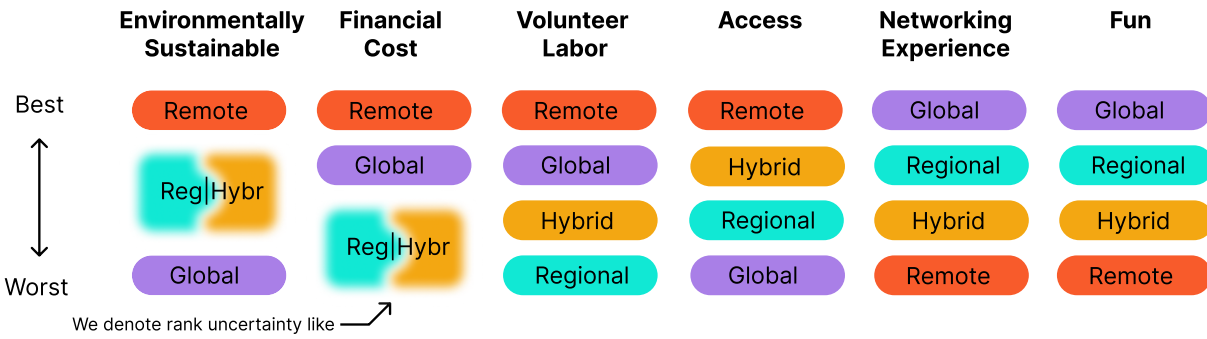 Environmentally
Sustainable
Financial
Cost
Volunteer
Labor
Access
Networking
Experience
Fun
Best
Remote
Remote
Remote
Remote
Global
Global
Reg|Hybr
Global
Global
Hybrid
Regional
Regional
Reg|Hybr
Hybrid
Regional
Hybrid
Hybrid
Worst
Global
Regional
Global
Remote
Remote
We denote rank uncertainty like